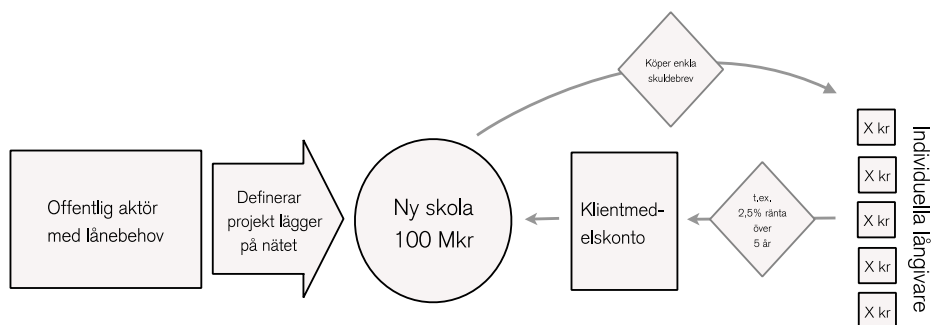 Offentlig aktör
med lånebehov
Definerar
projekt lägger
på nätet
Ny skola
100 Mkr
Köper enkla
skuldebrev
Klientmed-
elskonto
t.ex.
2,5% ränta
över
5 år
X kr
X kr
X kr
X kr
X kr
Individuella långivare